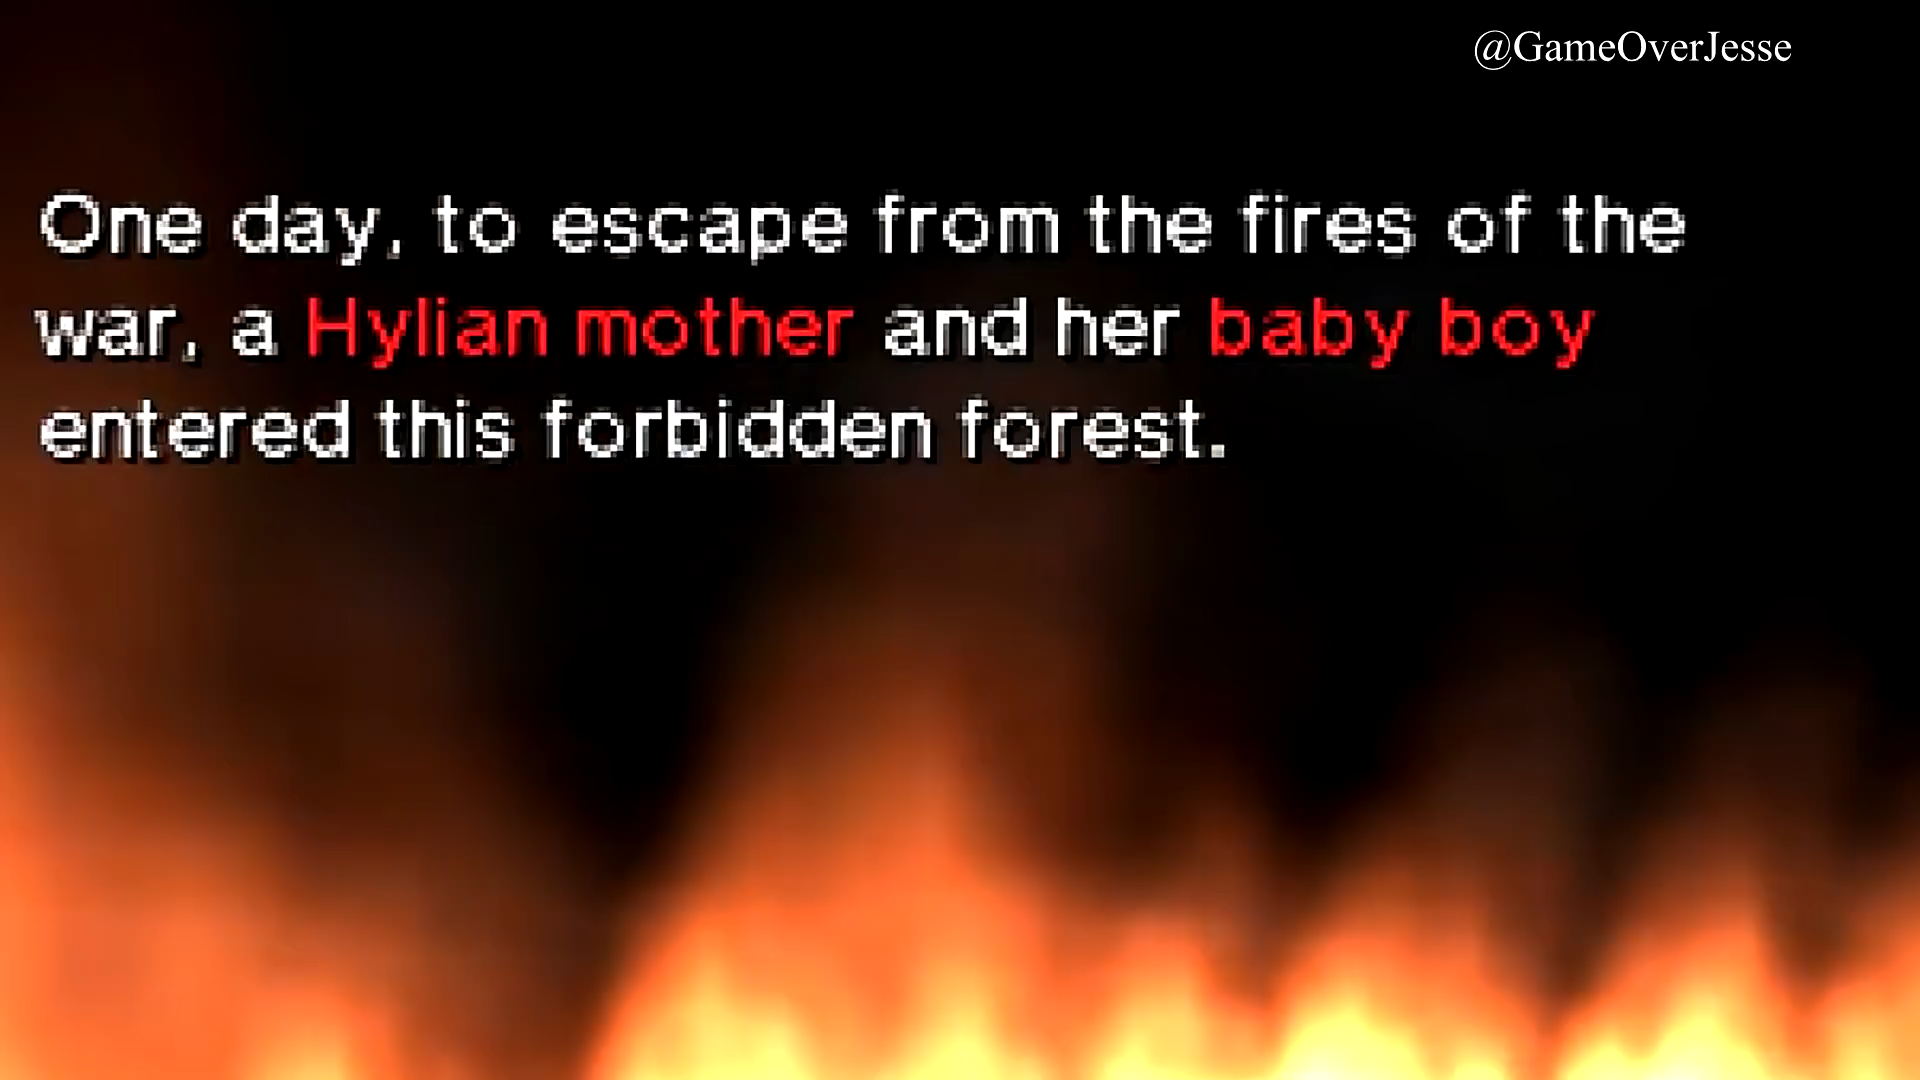 @GameOverJesse
One day, to escape from the fires of the
war, a Hylian mother and her baby boy
entered this forbidden forest.